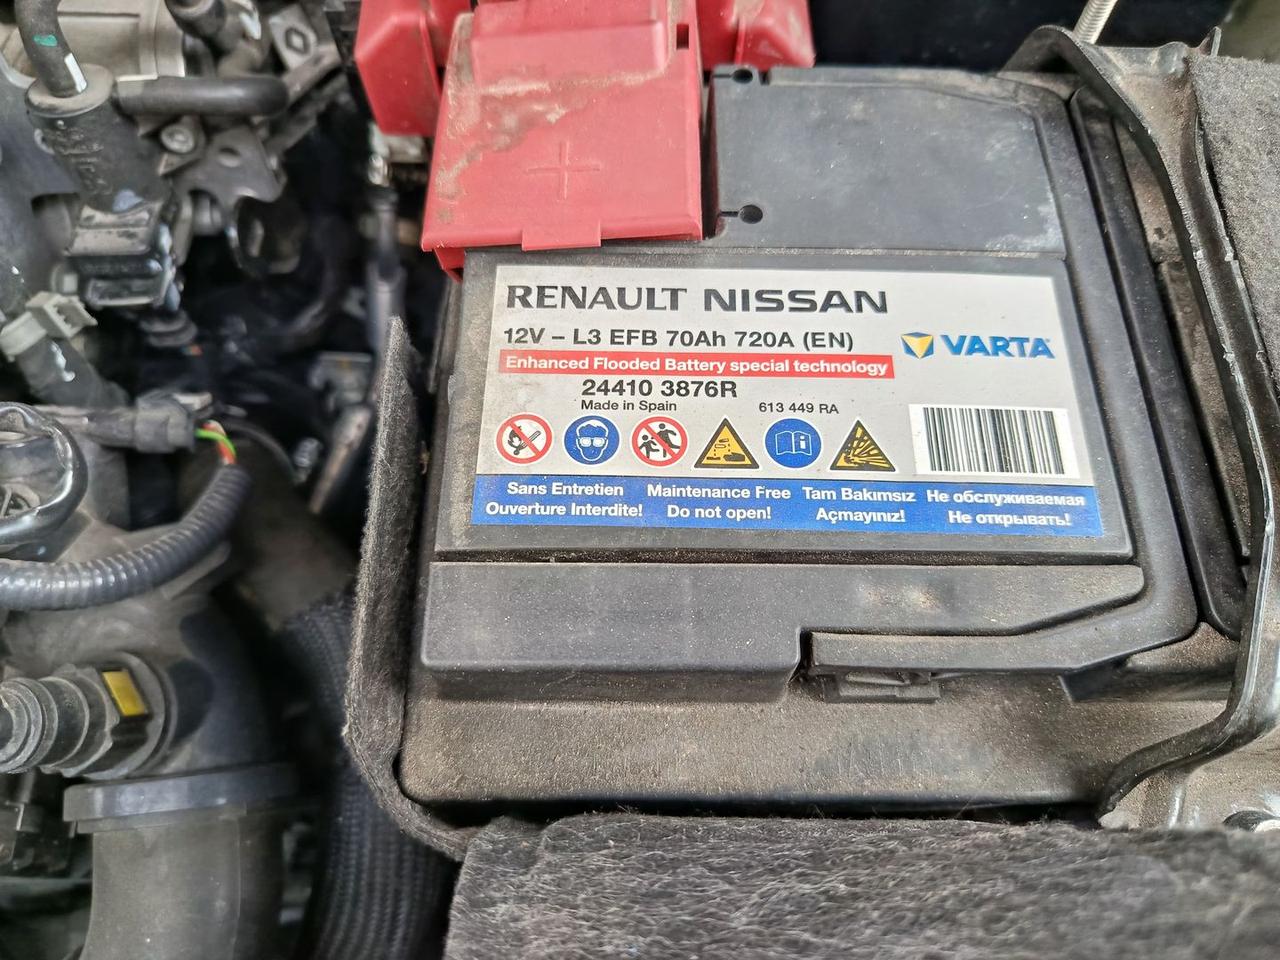 RENAULT NISSAN
12V – L3 EFB 70Ah 720A (EN)
VARTA
Enhanced Flooded Battery special technology
24410 3876R
Made in Spain
613 449 RA
Sans Entretien
Ouverture Interdite!
Maintenance Free
Do not open!
Tam Bakımsız
Açmayınız!
Не обслуживаемая
Не открывать!